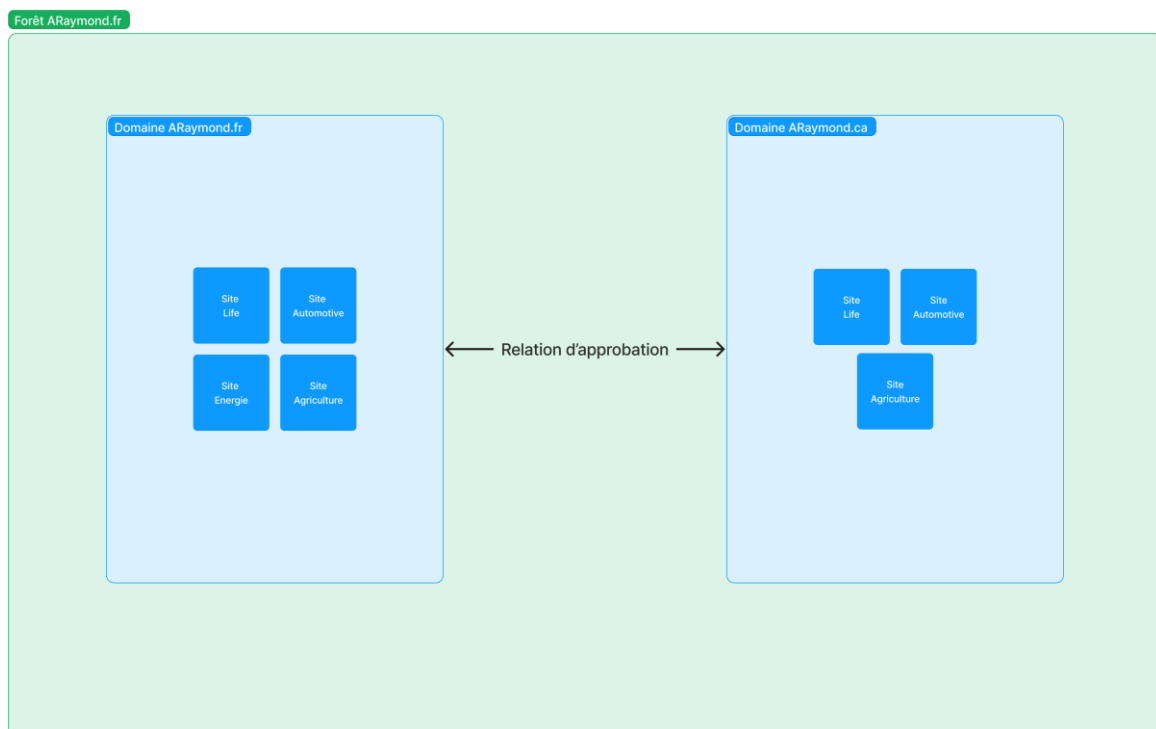 Forêt ARaymond.fr
Domaine ARaymond.fr
Domaine ARaymond.ca
Site
Life
Site
Automotive
Site
Energie
Site
Agriculture
Relation d’approbation
Site
Life
Site
Automotive
Site
Agriculture